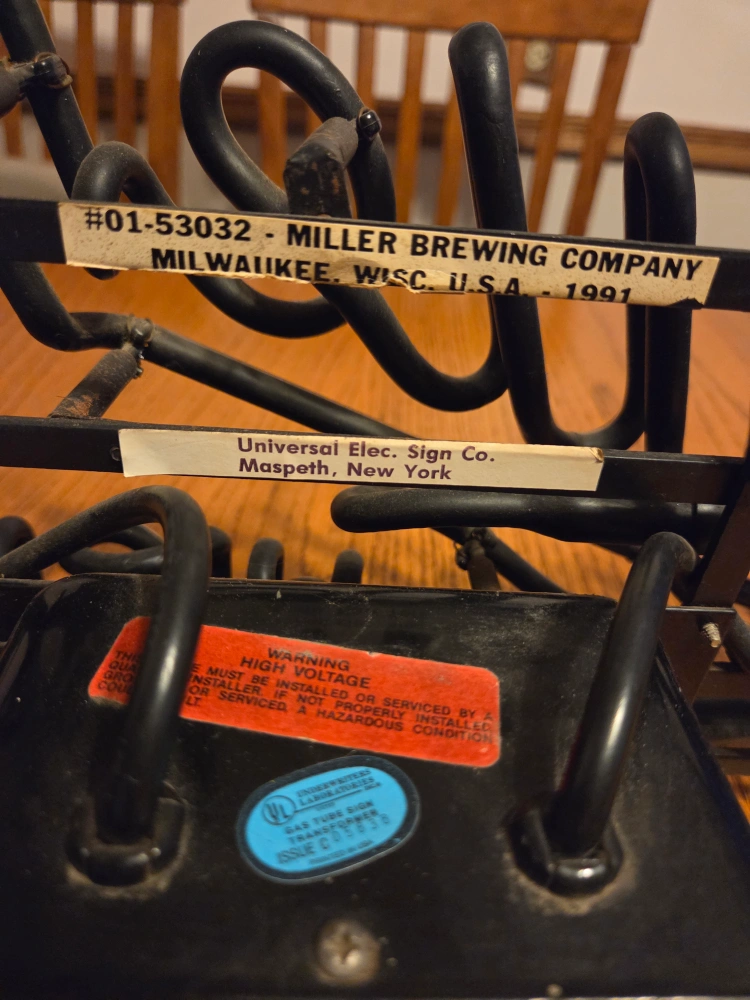 #01-53032 - MILLER BREWING COMPANY
MILWAUKEE, WISC. U.S.A. - 1991
Universal Elec. Sign Co.
Maspeth, New York
WARNING
HIGH VOLTAGE
MUST BE INSTALLED OR SERVICED BY A
INSTALLER. IF NOT PROPERLY INSTALLED
OR SERVICED, A HAZARDOUS CONDITION
UL
UNDERWRITERS
LABORATORIES
GAS TUBE SIGN
TRANSFORMER
ISSUE